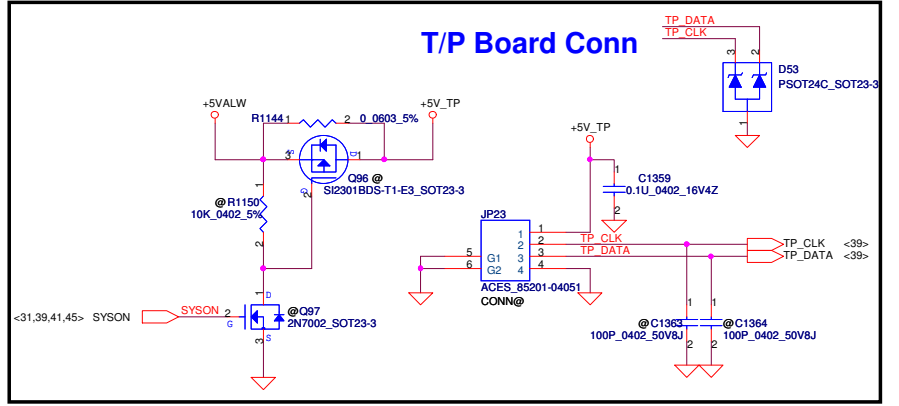 T/P Board Conn
TP_DATA
TP_CLK
3
2
D53
PSOT24C_SOT23-3
1
+5VALW
R1144 1 2 0_0603_5%
+5V_TP
S 3 1 D
Q96 @
SI2301BDS-T1-E3_SOT23-3
G 2
1
@ R1150
10K_0402_5%
2
+5V_TP
1
C1359
0.1U_0402_16V4Z
2
JP23
1 1
2 2 TP_CLK
5 G1 3 3 TP_DATA
6 G2 4 4
ACES_85201-04051
CONN@
TP_CLK <39>
TP_DATA <39>
1 D
<31,39,41,45> SYSON SYSON 2 G
@Q97
2N7002_SOT23-3
3 S
1 1
@C1363 @C1364
100P_0402_50V8J 100P_0402_50V8J
2 2